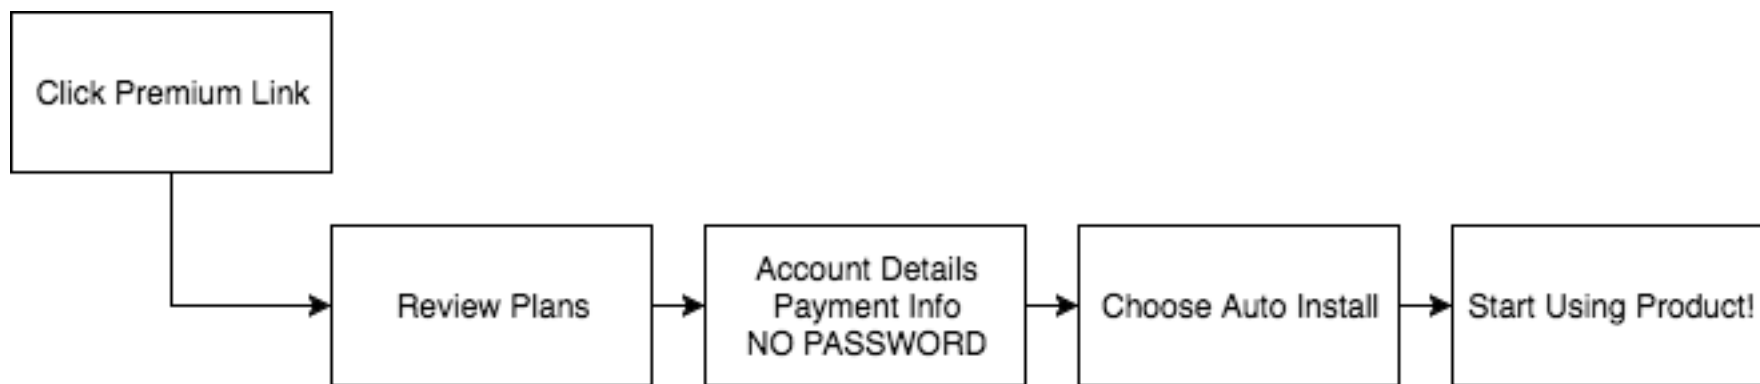 Click Premium Link
Review Plans
Account Details
Payment Info
NO PASSWORD
Choose Auto Install
Start Using Product!